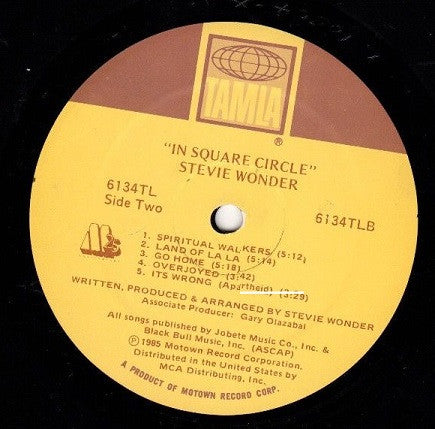 TAMLA
"IN SQUARE CIRCLE"
STEVIE WONDER
6134TL
Side Two
6134TLB
1. SPIRITUAL WALKERS (5:12)
2. LAND OF LA LA (5:14)
3. GO HOME (5:18)
4. OVERJOYED (3:42)
5. ITS WRONG (Apartheid) (3:29)
WRITTEN, PRODUCED & ARRANGED BY STEVIE WONDER
Associate Producer: Gary Olazabal
All songs published by Jobete Music Co., Inc. &
Black Bull Music, Inc. (ASCAP)
℗ 1985 Motown Record Corporation.
Distributed in the United States by
MCA Distributing, Inc.
A PRODUCT OF MOTOWN RECORD CORP.